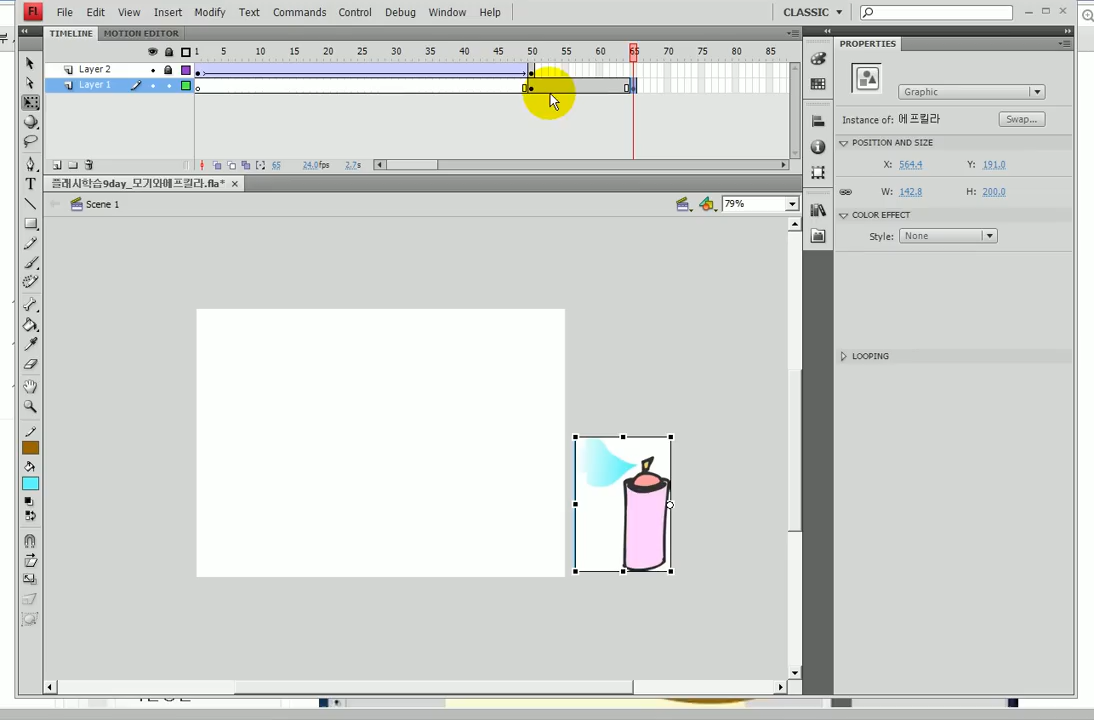 Fl File Edit View Insert Modify Text Commands Control Debug Window Help CLASSIC
TIMELINE MOTION EDITOR
PROPERTIES
1 5 10 15 20 25 30 35 40 45 50 55 60 65 70 75 80 85
Layer 2
Layer 1
Graphic
Instance of: 에프킬라 Swap...
POSITION AND SIZE
X: 564.4 Y: 191.0
65 24.0fps 2.7s
플래시학습9day_모기와에프킬라.fla*
W: 142.8 H: 200.0
Scene 1 79%
COLOR EFFECT
Style: None
LOOPING
T